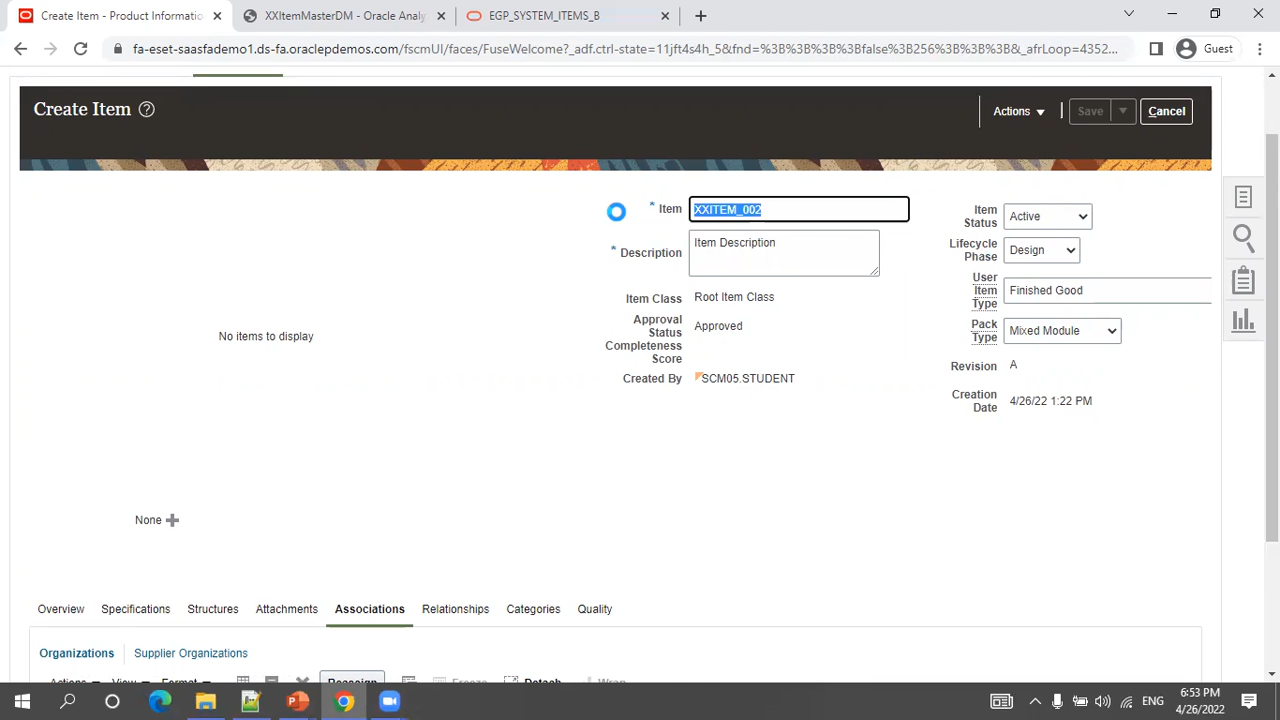 Create Item - Product Informatio
XXItemMasterDM - Oracle Analy
EGP_SYSTEM_ITEMS_B
fa-eset-saasfademo1.ds-fa.oraclepdemos.com/fscmUI/faces/FuseWelcome?_adf.ctrl-state=11jft4s4h_5&fnd=%3B%3B%3B%3Bfalse%3B256%3B%3B%3B&_afrLoop=4352...
Guest
Create Item
Actions
Save
Cancel
* Item XXITEM_002
* Description Item Description
Item Class Root Item Class
Approval Status Approved
Completeness Score
Created By SCM05.STUDENT
Item Status Active
Lifecycle Phase Design
User Item Type Finished Good
Pack Type Mixed Module
Revision A
Creation Date 4/26/22 1:22 PM
No items to display
None
Overview Specifications Structures Attachments Associations Relationships Categories Quality
Organizations Supplier Organizations
Actions View Format Reassign Freeze Detach Wrap
ENG
6:53 PM
4/26/2022